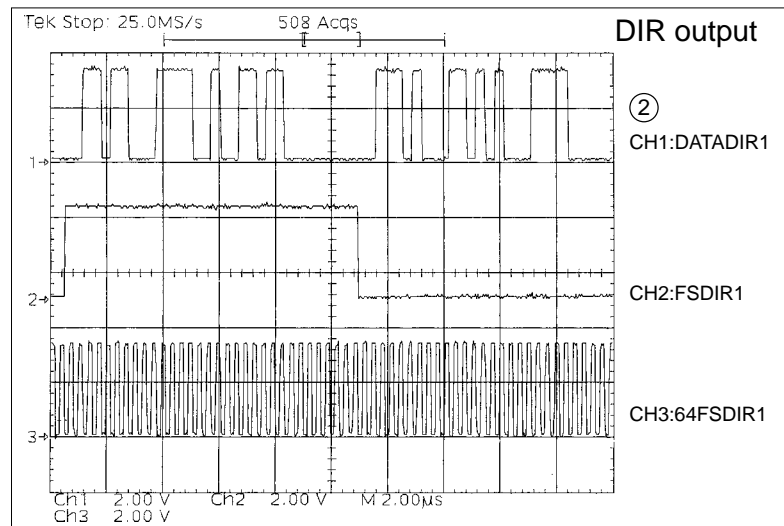 Tek Stop: 25.0MS/s 508 Acqs
DIR output
2
CH1:DATADIR1
1
CH2:FSDIR1
2
CH3:64FSDIR1
3
Ch1 2.00 V Ch2 2.00 V M 2.00µs
Ch3 2.00 V